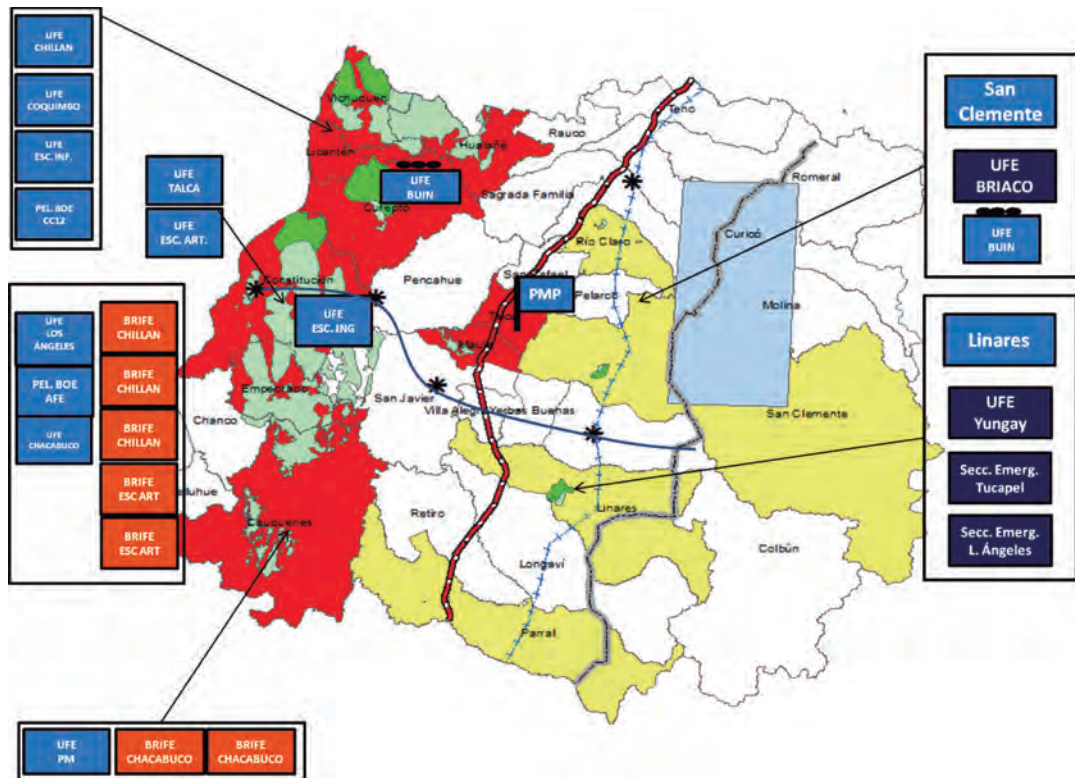 UFE
CHILLAN
UFE
COQUIMBO
UFE
ESC. INF.
PEL. BOE
CC12
UFE
TALCA
UFE
ESC. ART.
UFE
LOS
ÁNGELES
PEL. BOE
AFE
UFE
CHACABUCO
BRIFE
CHILLAN
BRIFE
CHILLAN
BRIFE
CHILLAN
BRIFE
ESC ART
BRIFE
ESC ART
UFE
PM
BRIFE
CHACABUCO
BRIFE
CHACABUCO
Vichuquen
Licantén
Hualañé
UFE
BUIN
Curepto
Constitución
UFE
ESC. ING
Empedrado
Chanco
Cauquenes
Teno
Rauco
Romeral
Sagrada Familia
Curicó
Río Claro
Pencahue
PMP
Pelarco
Molina
Maule
San Javier
Villa Alegre
Yerbas Buenas
San Clemente
Retiro
Linares
Longaví
Colbún
Parral
San
Clemente
UFE
BRIACO
UFE
BUIN
Linares
UFE
Yungay
Secc. Emerg.
Tucapel
Secc. Emerg.
L. Ángeles